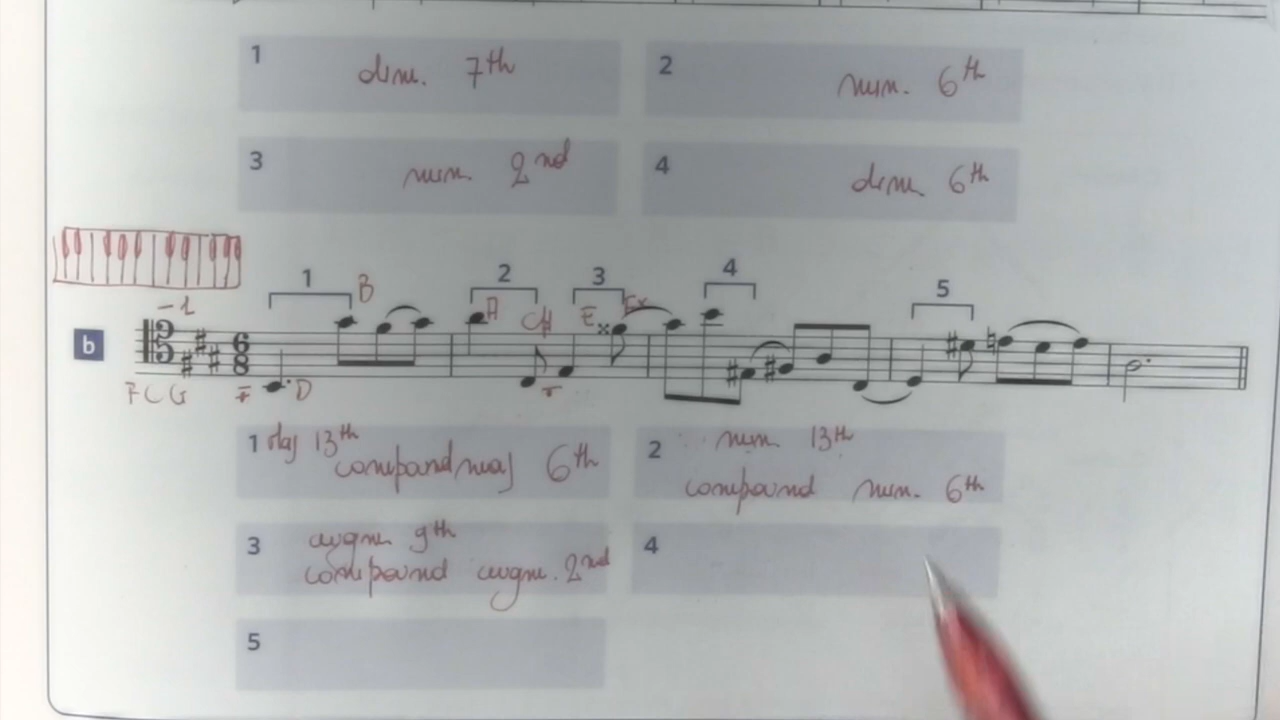 1 dim. 7th
2 min. 6th
3 min. 2nd
4 dim. 6th
1 B 2 A C# 3 E Fx 4 5
-1
b 6 8 D
F C G
1 Maj 13th
compound maj 6th
2 min. 13th
compound min. 6th
3 augm. 9th
compound augm. 2nd
4
5